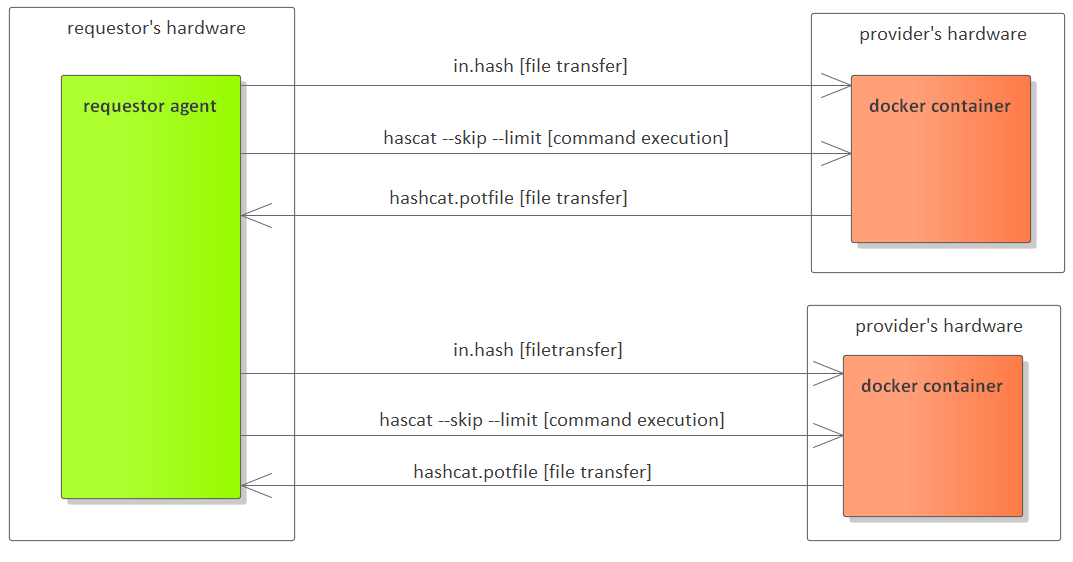 requestor's hardware
provider's hardware
in.hash [file transfer]
requestor agent
docker container
hascat --skip --limit [command execution]
hashcat.potfile [file transfer]
provider's hardware
in.hash [filetransfer]
docker container
hascat --skip --limit [command execution]
hashcat.potfile [file transfer]